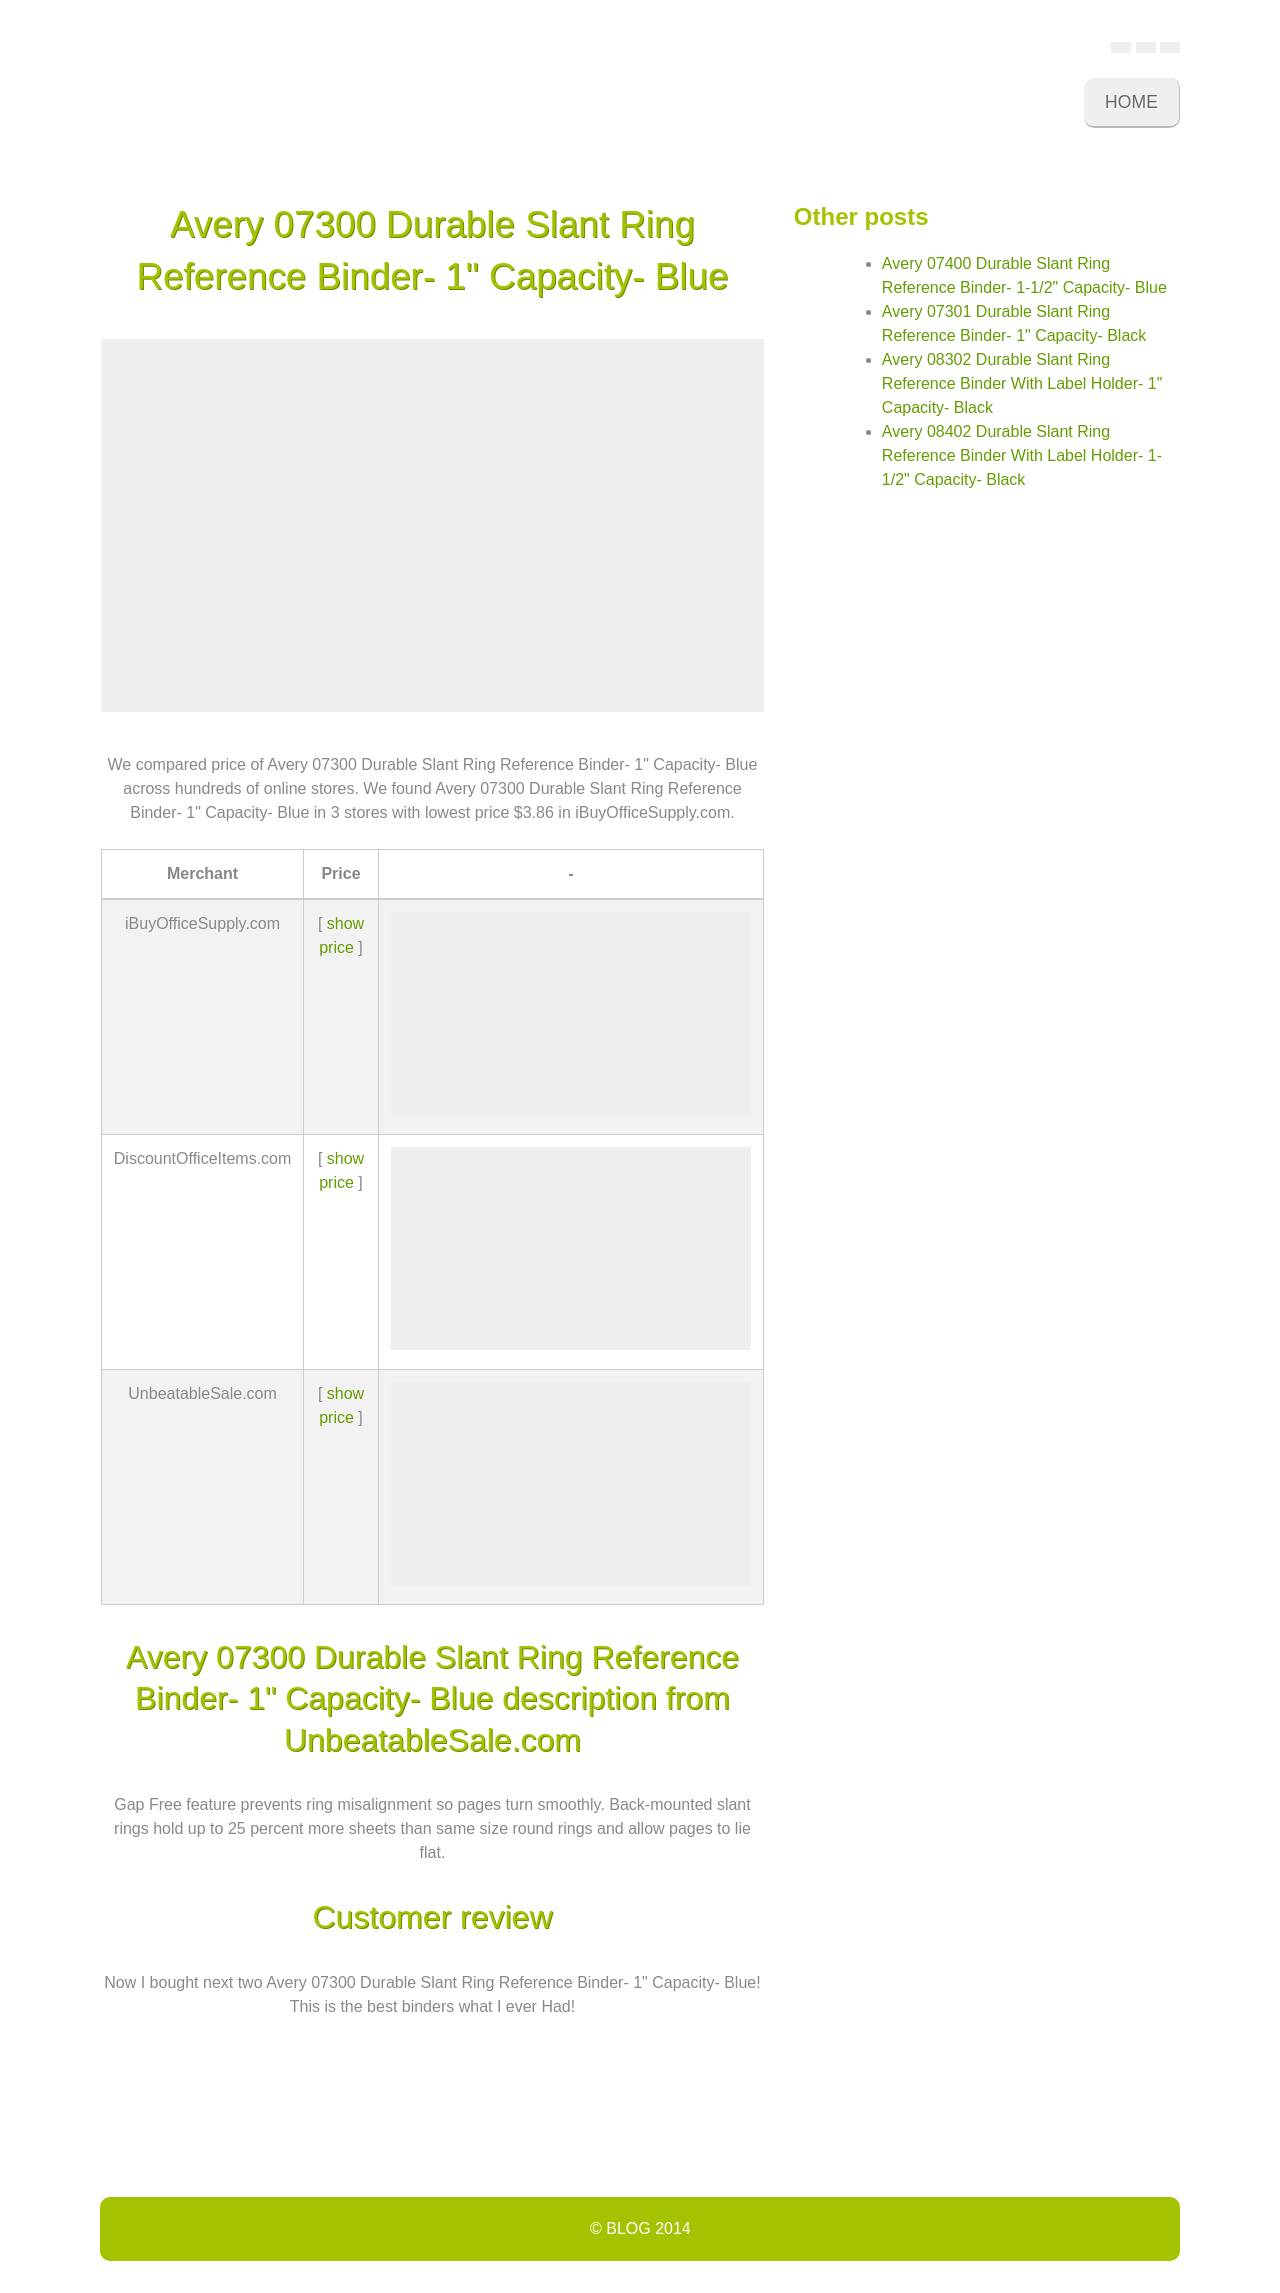 HOME
Avery 07300 Durable Slant Ring
Reference Binder- 1" Capacity- Blue
We compared price of Avery 07300 Durable Slant Ring Reference Binder- 1" Capacity- Blue
across hundreds of online stores. We found Avery 07300 Durable Slant Ring Reference
Binder- 1" Capacity- Blue in 3 stores with lowest price $3.86 in iBuyOfficeSupply.com.
Merchant Price -
iBuyOfficeSupply.com [ show
price ]
DiscountOfficeItems.com [ show
price ]
UnbeatableSale.com [ show
price ]
Avery 07300 Durable Slant Ring Reference
Binder- 1" Capacity- Blue description from
UnbeatableSale.com
Gap Free feature prevents ring misalignment so pages turn smoothly. Back-mounted slant
rings hold up to 25 percent more sheets than same size round rings and allow pages to lie
flat.
Customer review
Now I bought next two Avery 07300 Durable Slant Ring Reference Binder- 1" Capacity- Blue!
This is the best binders what I ever Had!
Other posts
Avery 07400 Durable Slant Ring
Reference Binder- 1-1/2" Capacity- Blue
Avery 07301 Durable Slant Ring
Reference Binder- 1" Capacity- Black
Avery 08302 Durable Slant Ring
Reference Binder With Label Holder- 1"
Capacity- Black
Avery 08402 Durable Slant Ring
Reference Binder With Label Holder- 1-
1/2" Capacity- Black
© BLOG 2014